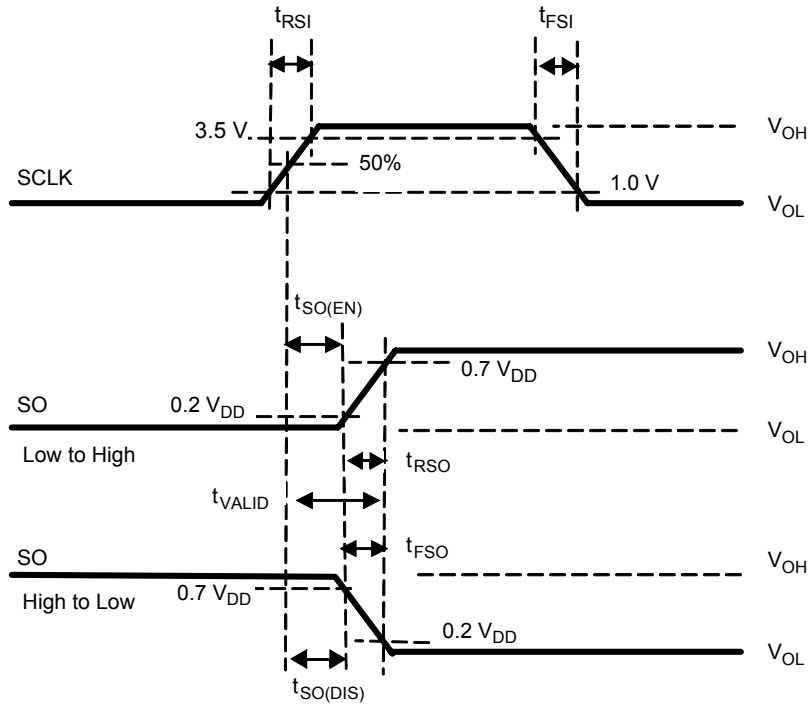 tRSI
tFSI
3.5 V
VOH
50%
SCLK
1.0 V
VOL
tSO(EN)
VOH
0.7 VDD
SO
0.2 VDD
VOL
Low to High
tRSO
tVALID
tFSO
SO
VOH
High to Low
0.7 VDD
0.2 VDD
VOL
tSO(DIS)